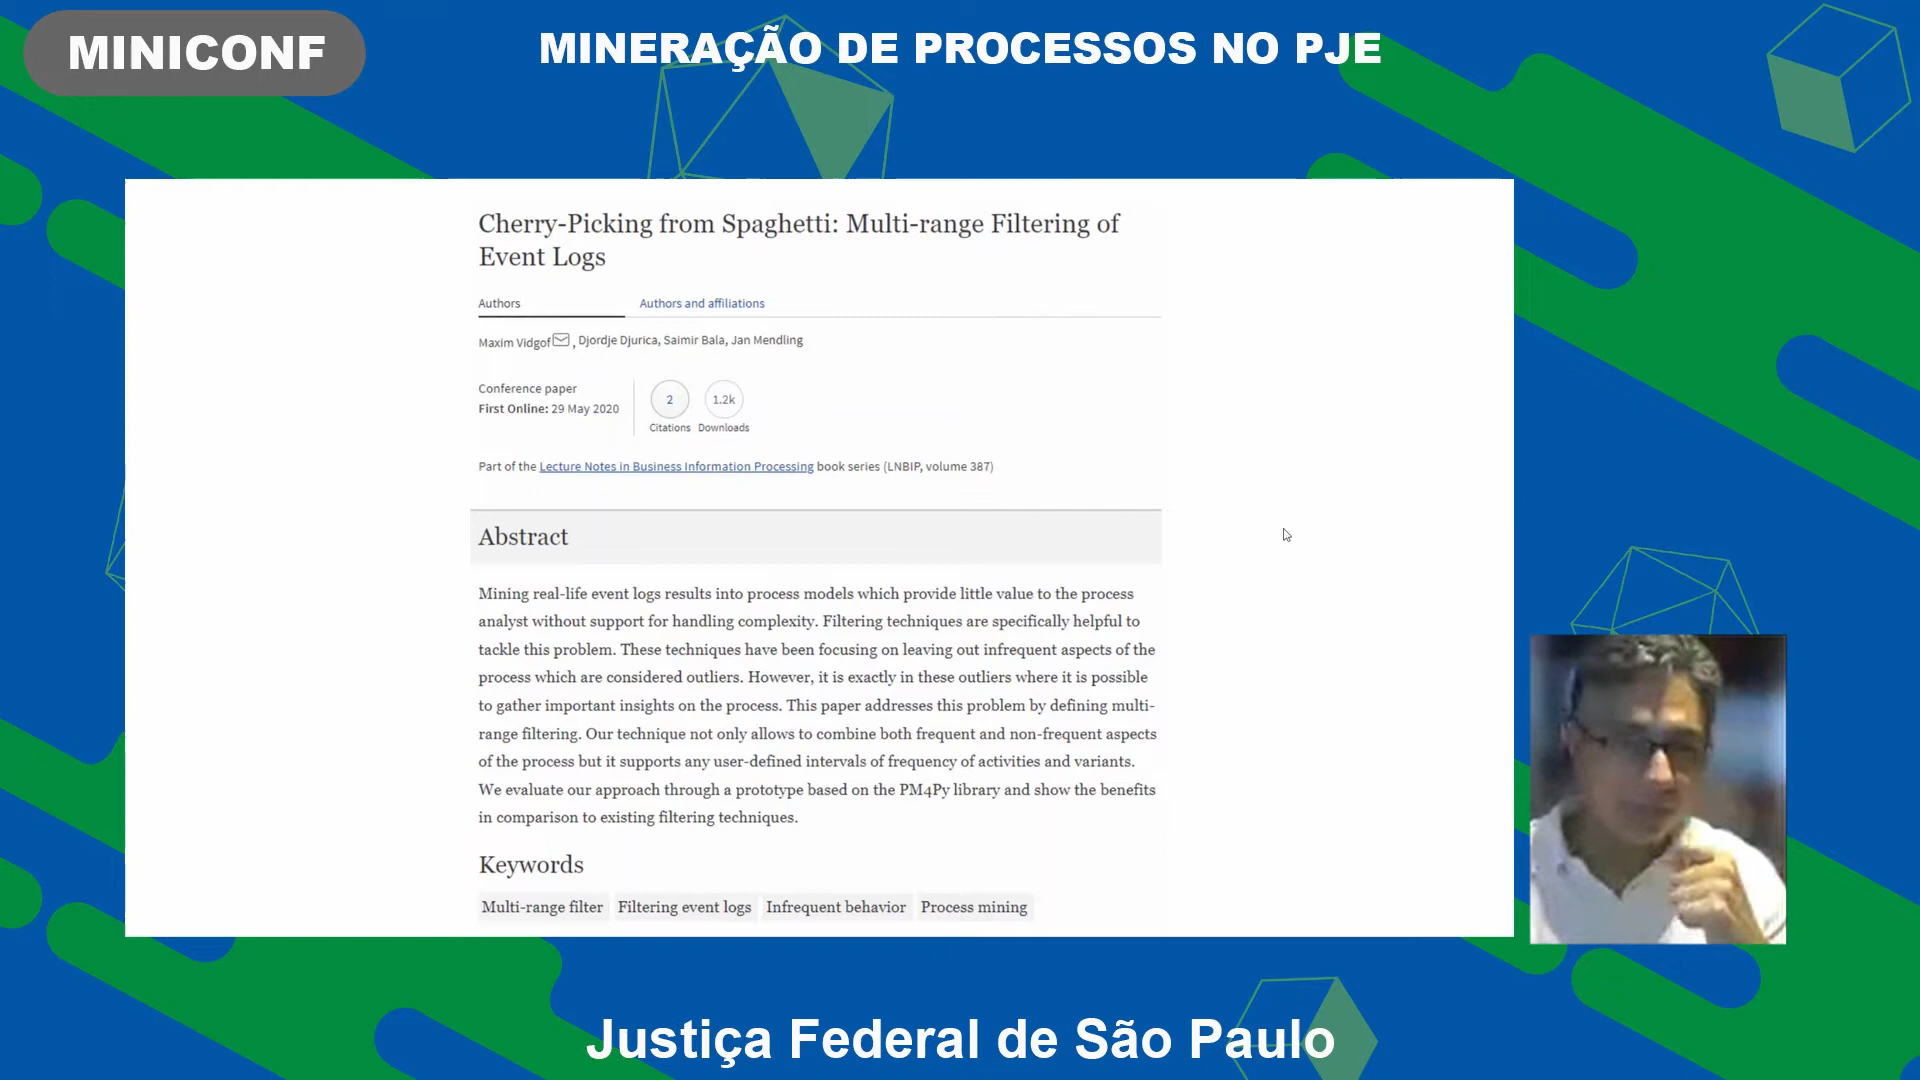 MINICONF
MINERAÇÃO DE PROCESSOS NO PJE
Cherry-Picking from Spaghetti: Multi-range Filtering of
Event Logs
Authors
Authors and affiliations
Maxim Vidgof , Djordje Djurica, Saimir Bala, Jan Mendling
Conference paper
First Online: 29 May 2020
2
Citations
1.2k
Downloads
Part of the Lecture Notes in Business Information Processing book series (LNBIP, volume 387)
Abstract
Mining real-life event logs results into process models which provide little value to the process
analyst without support for handling complexity. Filtering techniques are specifically helpful to
tackle this problem. These techniques have been focusing on leaving out infrequent aspects of the
process which are considered outliers. However, it is exactly in these outliers where it is possible
to gather important insights on the process. This paper addresses this problem by defining multi-
range filtering. Our technique not only allows to combine both frequent and non-frequent aspects
of the process but it supports any user-defined intervals of frequency of activities and variants.
We evaluate our approach through a prototype based on the PM4Py library and show the benefits
in comparison to existing filtering techniques.
Keywords
Multi-range filter Filtering event logs Infrequent behavior Process mining
Justiça Federal de São Paulo